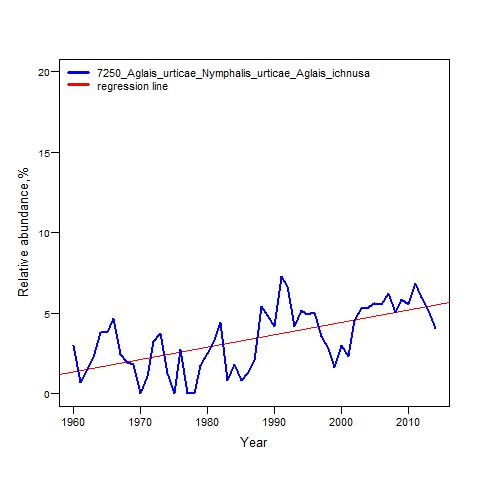 7250_Aglais_urticae_Nymphalis_urticae_Aglais_ichnusa
regression line
20
15
10
5
0
Relative abundance,%
1960 1970 1980 1990 2000 2010
Year